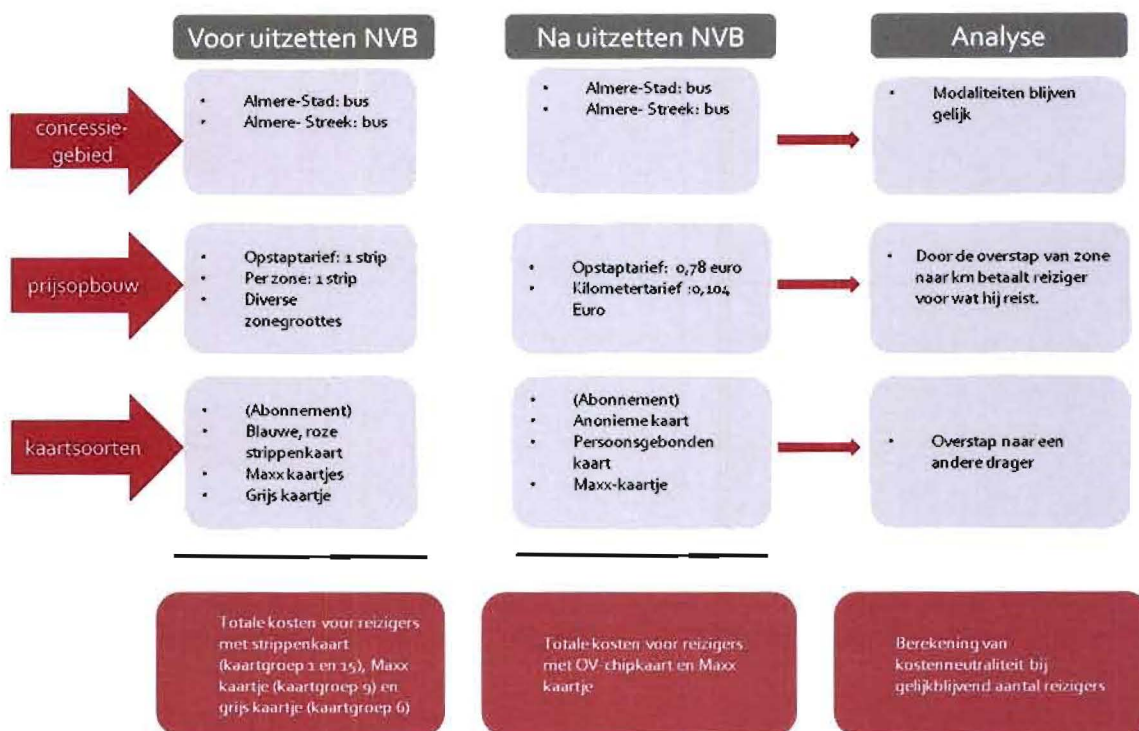 Voor uitzetten NVB
Na uitzetten NVB
Analyse
concessie-
gebied
• Almere-Stad: bus
• Almere- Streek: bus
• Almere-Stad: bus
• Almere- Streek: bus
• Modaliteiten blijven
gelijk
prijsopbouw
• Opstaptarief: 1 strip
• Per zone: 1 strip
• Diverse
zonegroottes
• Opstaptarief: 0,78 euro
• Kilometertarief :0,104
Euro
• Door de overstap van zone
naar km betaalt reiziger
voor wat hij reist.
kaartsoorten
• (Abonnement)
• Blauwe, roze
strippenkaart
• Maxx kaartjes
• Grijs kaartje
• (Abonnement)
• Anonieme kaart
• Persoonsgebonden
kaart
• Maxx-kaartje
• Overstap naar een
andere drager
Totale kosten voor reizigers
met strippenkaart
(kaartgroep 1 en 15), Maxx
kaartje (kaartgroep 9) en
grijs kaartje (kaartgroep 6)
Totale kosten voor reizigers
met OV-chipkaart en Maxx
kaartje
Berekening van
kostenneutraliteit bij
gelijkblijvend aantal reizigers